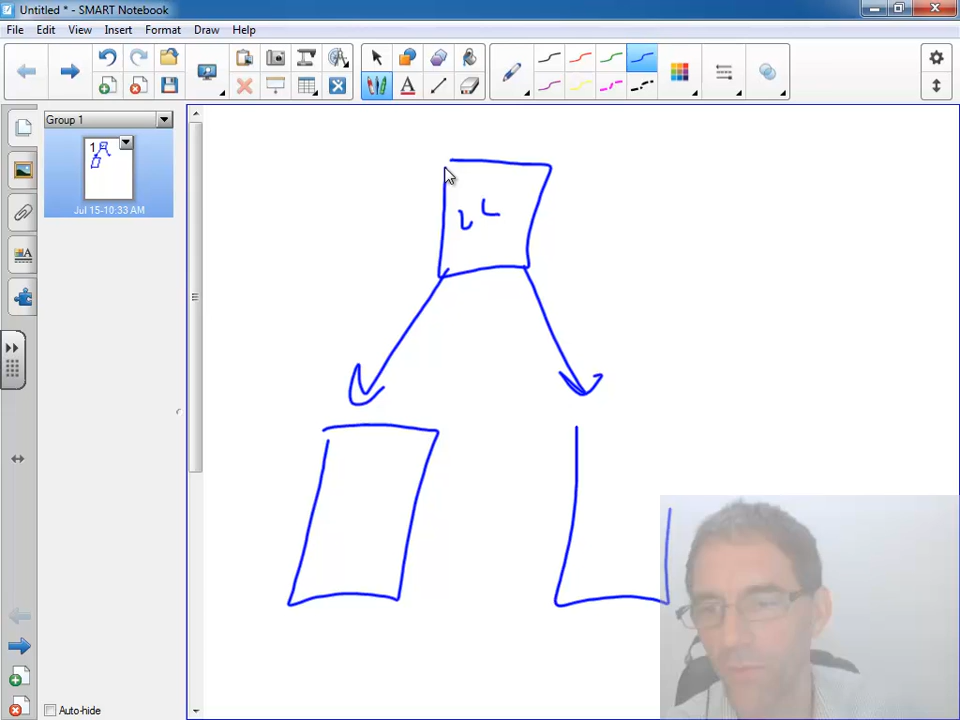 Untitled * - SMART Notebook
File Edit View Insert Format Draw Help
Group 1
1
Jul 15-10:33 AM
Auto-hide